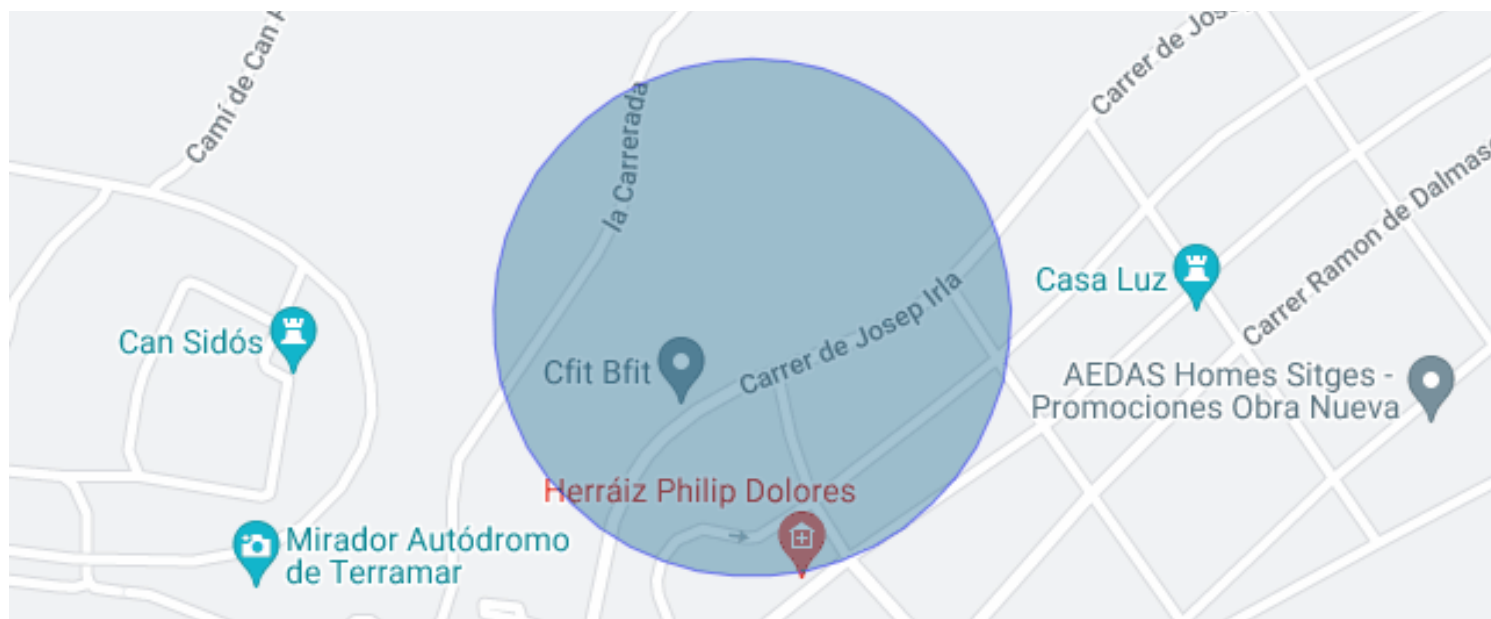 Camí de Can P
la Carrerada
Carrer de Jos
Carrer Ramon de Dalmase
Casa Luz
Carrer de Josep Irla
Can Sidós
Cfit Bfit
AEDAS Homes Sitges -
Promociones Obra Nueva
Herráiz Philip Dolores
Mirador Autódromo
de Terramar